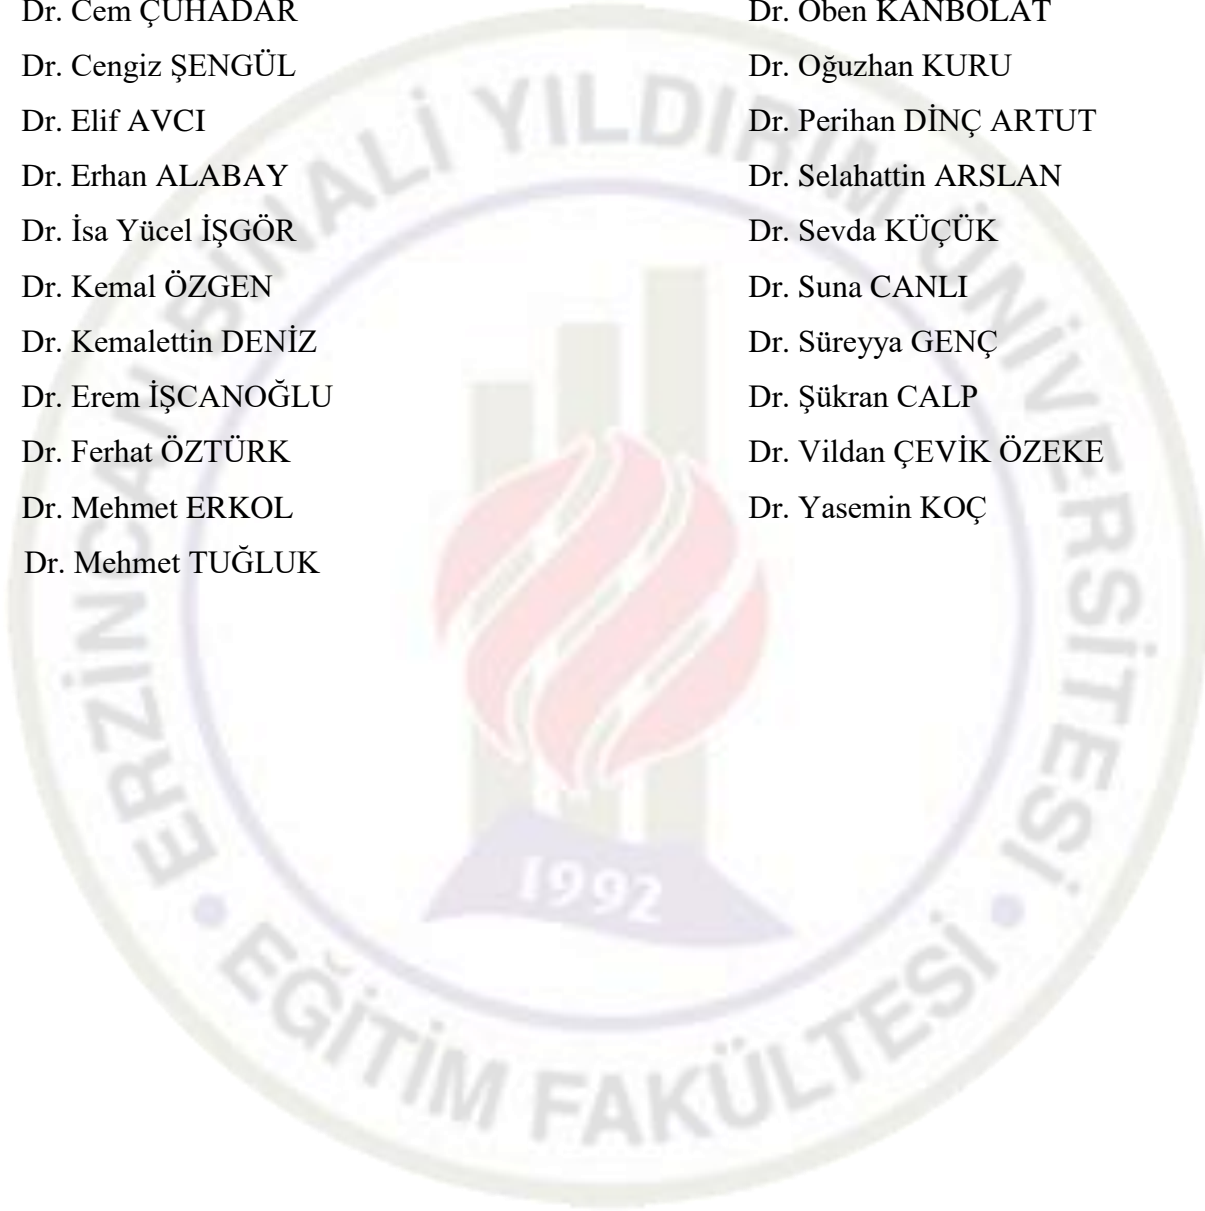 Dr. Cem ÇUHADAR
Dr. Cengiz ŞENGÜL
Dr. Elif AVCI
Dr. Erhan ALABAY
Dr. İsa Yücel İŞGÖR
Dr. Kemal ÖZGEN
Dr. Kemalettin DENİZ
Dr. Erem İŞCANOĞLU
Dr. Ferhat ÖZTÜRK
Dr. Mehmet ERKOL
Dr. Mehmet TUĞLUK
Dr. Oben KANBOLAT
Dr. Oğuzhan KURU
Dr. Perihan DİNÇ ARTUT
Dr. Selahattin ARSLAN
Dr. Sevda KÜÇÜK
Dr. Suna CANLI
Dr. Süreyya GENÇ
Dr. Şükran CALP
Dr. Vildan ÇEVİK ÖZEKE
Dr. Yasemin KOÇ
ERZİNCAN BİNALİ YILDIRIM ÜNİVERSİTESİ
1992
EĞİTİM FAKÜLTESİ